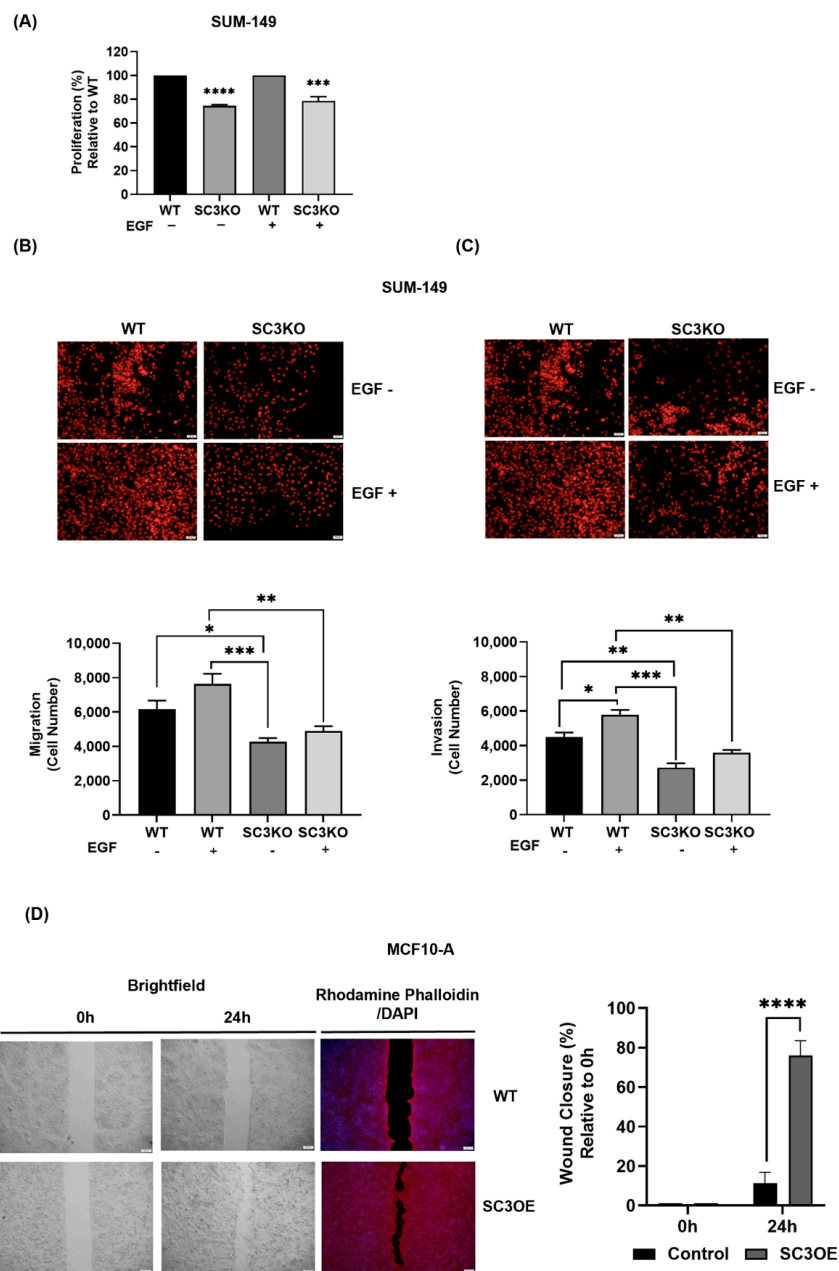 (A)
SUM-149
Proliferation (%)
Relative to WT
120
100
80
60
40
20
0
****
***
WT SC3KO WT SC3KO
EGF – – + +
(B)
(C)
SUM-149
WT SC3KO
EGF -
EGF +
WT SC3KO
EGF -
EGF +
Migration
(Cell Number)
10,000
8,000
6,000
4,000
2,000
0
**
*
***
WT WT SC3KO SC3KO
EGF - + - +
Invasion
(Cell Number)
10,000
8,000
6,000
4,000
2,000
0
**
**
***
*
WT WT SC3KO SC3KO
EGF - + - +
(D)
MCF10-A
Brightfield
0h 24h
Rhodamine Phalloidin
/DAPI
WT
SC3OE
Wound Closure (%)
Relative to 0h
100
80
60
40
20
0
****
0h 24h
Control SC3OE